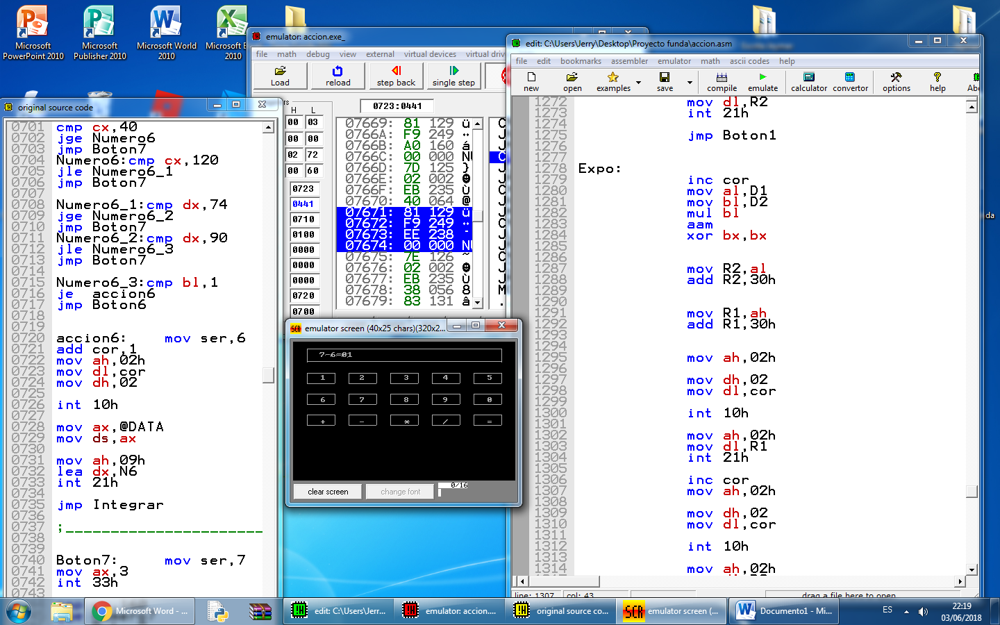 Microsoft
PowerPoint 2010
Microsoft
Publisher 2010
Microsoft World
2010
2010
emulator: accion.exe_
file math debug view external virtual devices virtual driv
Load reload step back single step
H L
0723:0441
00 03
00 00
02 72
00 60
0723
0441
0710
0100
0000
0000
0000
0720
0700
07669: 81 129 ü
0766A: F9 249 ¨
0766B: A0 160 á
0766C: 00 000 NU
0766D: 7D 125 }
0766E: 02 002 ☻
0766F: EB 235 Ù
07670: 40 064 @
07671: 81 129 ü
07672: F9 249 ¨
07673: EE 238 ¯
07674: 00 000 NU
07675: 7E 126 ~
07676: 02 002 ☻
07677: EB 235 Ù
07678: 38 056 8
07679: 83 131 â
original source code
0701 cmp cx,40
0702 jge Numero6
0703 jmp Boton7
0704 Numero6:cmp cx,120
0705 jle Numero6_1
0706 jmp Boton7
0707
0708 Numero6_1:cmp dx,74
0709 jge Numero6_2
0710 jmp Boton7
0711 Numero6_2:cmp dx,90
0712 jle Numero6_3
0713 jmp Boton7
0714
0715 Numero6_3:cmp bl,1
0716 je accion6
0717 jmp Boton6
0718
0719
0720 accion6: mov ser,6
0721 add cor,1
0722 mov ah,02h
0723 mov dl,cor
0724 mov dh,02
0725
0726 int 10h
0727
0728 mov ax,@DATA
0729 mov ds,ax
0730
0731 mov ah,09h
0732 lea dx,N6
0733 int 21h
0734
0735 jmp Integrar
0736
0737 ;______________________
0738
0739
0740 Boton7: mov ser,7
0741 mov ax,3
0742 int 33h
0743
emulator screen (40x25 chars)(320x2...
7-6=01
1 2 3 4 5
6 7 8 9 0
+ - * / =
clear screen change font 0/16
edit: C:\Users\Jerry\Desktop\Proyecto funda\accion.asm
file edit bookmarks assembler emulator math ascii codes help
new open examples save compile emulate calculator convertor options help
1272 mov dl,R2
1273 int 21h
1274
1275 jmp Boton1
1276
1277
1278 Expo:
1279 inc cor
1280 mov al,D1
1281 mov bl,D2
1282 mul bl
1283 aam
1284 xor bx,bx
1285
1286
1287 mov R2,al
1288 add R2,30h
1289
1290
1291 mov R1,ah
1292 add R1,30h
1293
1294
1295 mov ah,02h
1296
1297 mov dh,02
1298 mov dl,cor
1299
1300 int 10h
1301
1302 mov ah,02h
1303 mov dl,R1
1304 int 21h
1305
1306 inc cor
1307 mov ah,02h
1308
1309 mov dh,02
1310 mov dl,cor
1311
1312 int 10h
1313
1314 mov ah,02h
line: 1307 col: 43 drag a file here to open
da
Microsoft Word - ...
edit: C:\Users\Jerr...
emulator: accion....
original source co...
emulator screen (...
Documento1 - Mi...
ES
22:19
03/06/2018